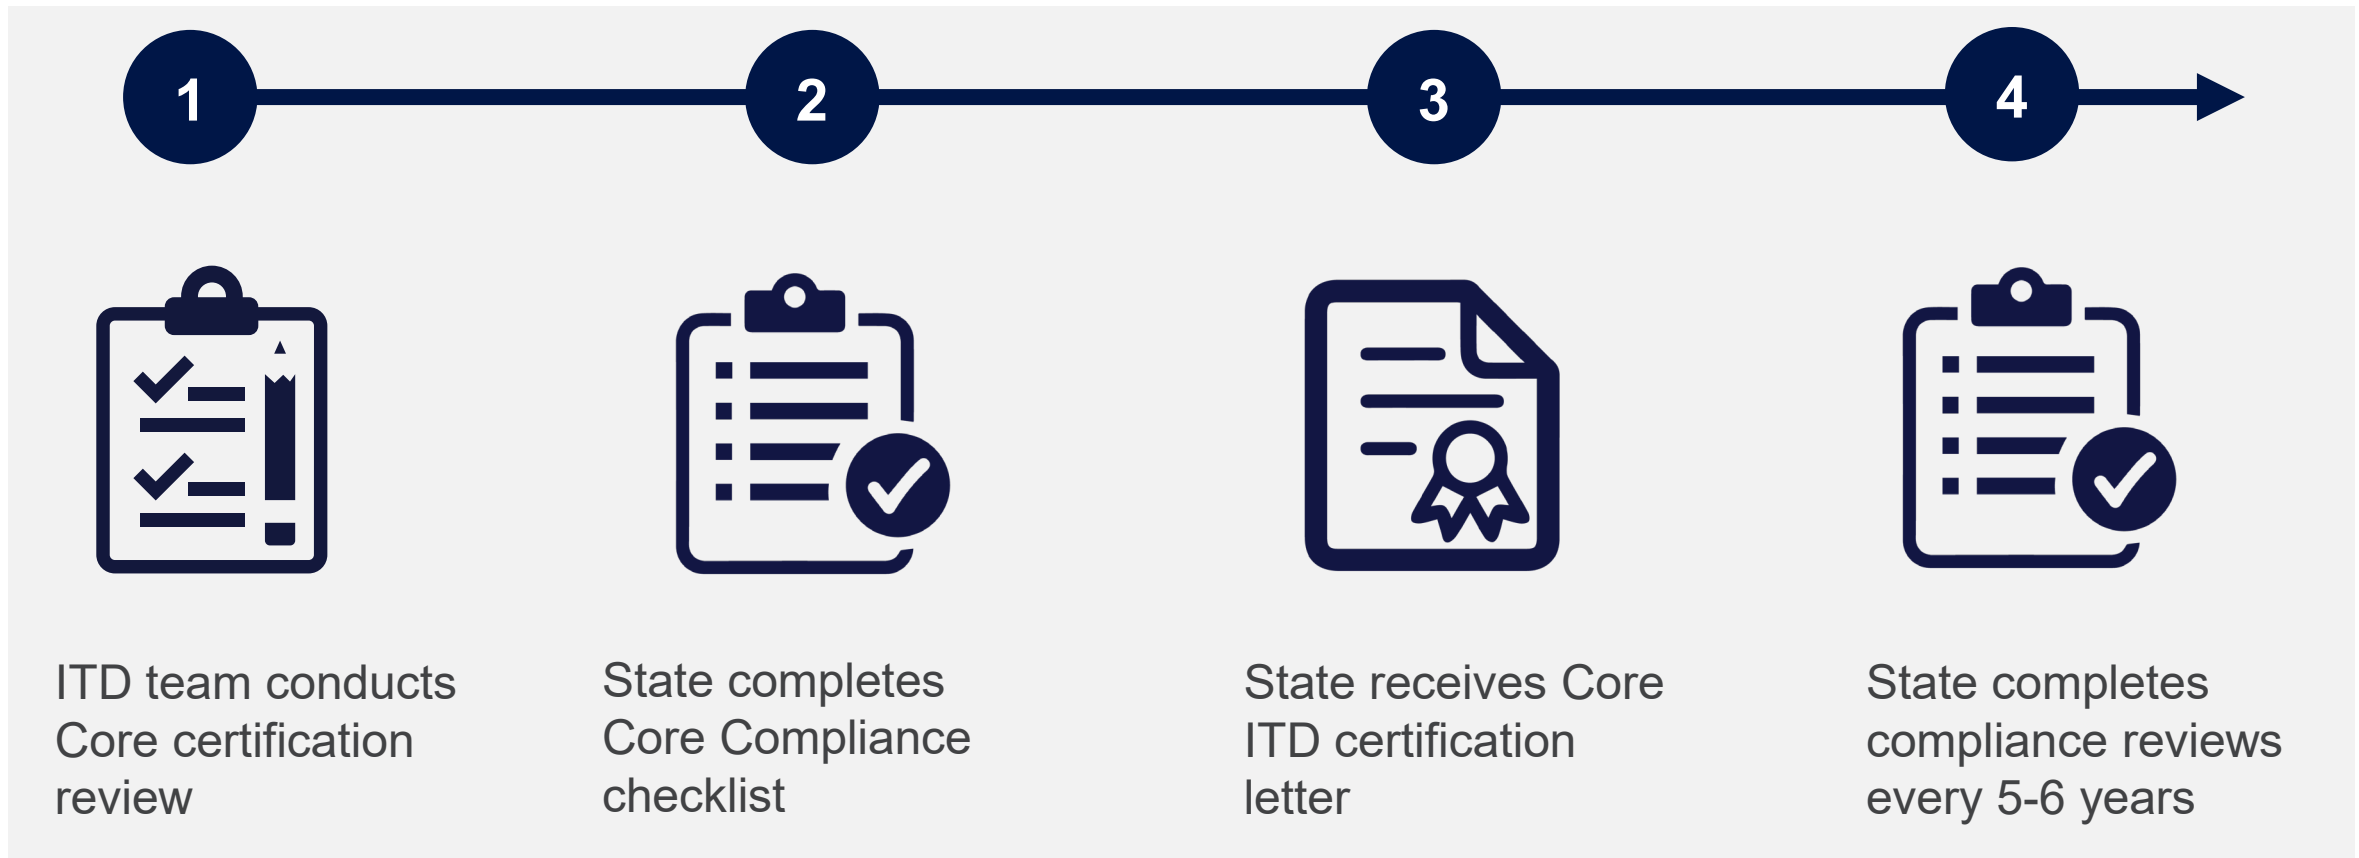 1
2
3
4
ITD team conducts
Core certification
review
State completes
Core Compliance
checklist
State receives Core
ITD certification
letter
State completes
compliance reviews
every 5-6 years